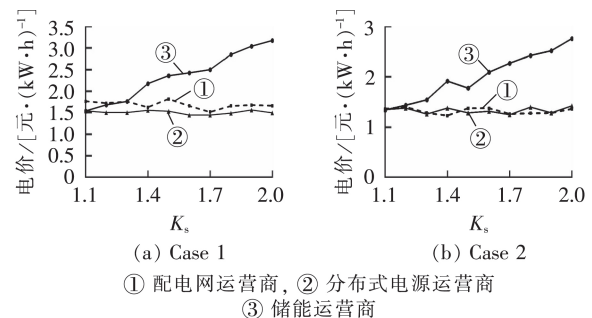 电价/[元·(kW·h)⁻¹]
3.5
3.0
2.5
2.0
1.5
1.0
0.5
0
③
①
②
1.1 1.4 1.7 2.0
Kₛ
(a) Case 1
电价/[元·(kW·h)⁻¹]
3
2
1
0
③
①
②
1.1 1.4 1.7 2.0
Kₛ
(b) Case 2
① 配电网运营商, ② 分布式电源运营商
③ 储能运营商